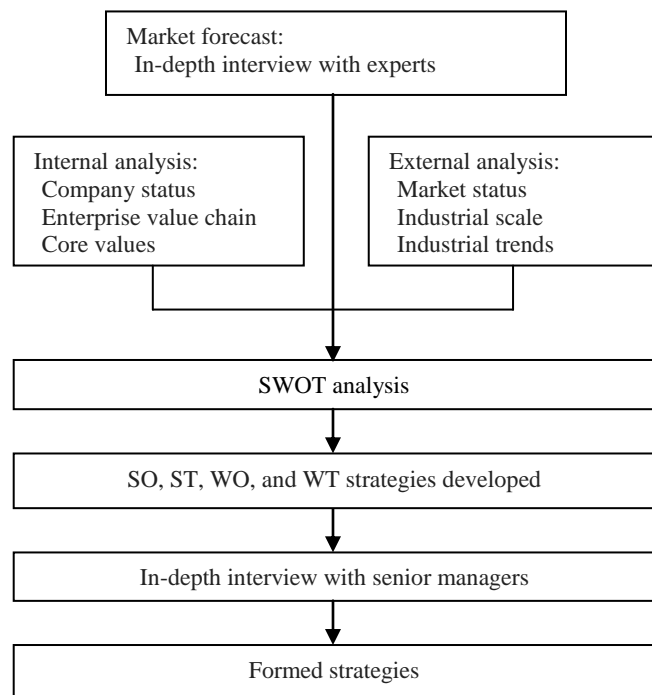 Market forecast:
In-depth interview with experts
Internal analysis:
Company status
Enterprise value chain
Core values
External analysis:
Market status
Industrial scale
Industrial trends
SWOT analysis
SO, ST, WO, and WT strategies developed
In-depth interview with senior managers
Formed strategies